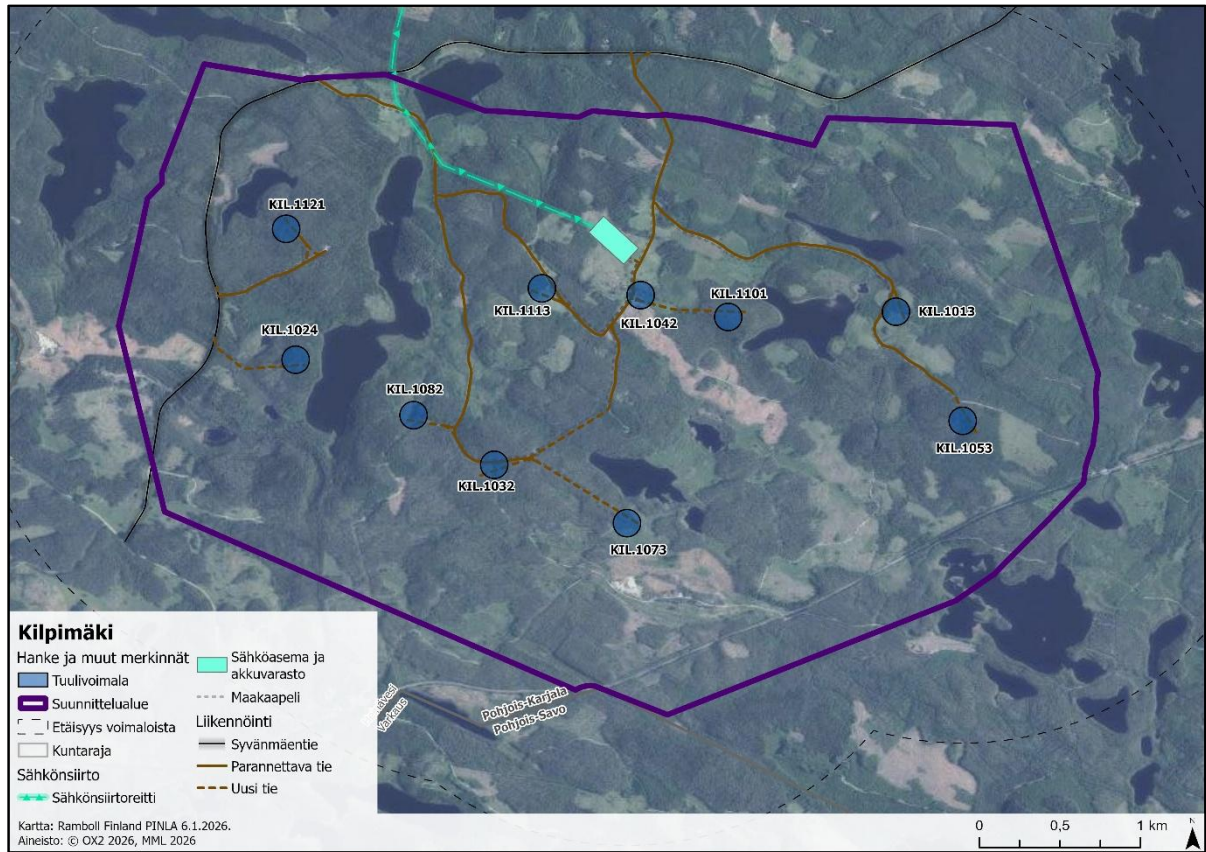 KIL.1121
KIL.1024
KIL.1113
KIL.1042
KIL.1101
KIL.1013
KIL.1082
KIL.1053
KIL.1032
KIL.1073
Pohjois-Karjala
Pohjois-Savo
Varkaus
Kilpimäki
Hanke ja muut merkinnät
Tuulivoimala
Suunnittelualue
Etäisyys voimaloista
Kuntaraja
Sähkönsiirto
Sähkönsiirtoreitti
Sähköasema ja
akkuvarasto
Maakaapeli
Liikennöinti
Syvänmäentie
Parannettava tie
Uusi tie
Kartta: Ramboll Finland PINLA 6.1.2026.
Aineisto: © OX2 2026, MML 2026
0 0,5 1 km
N